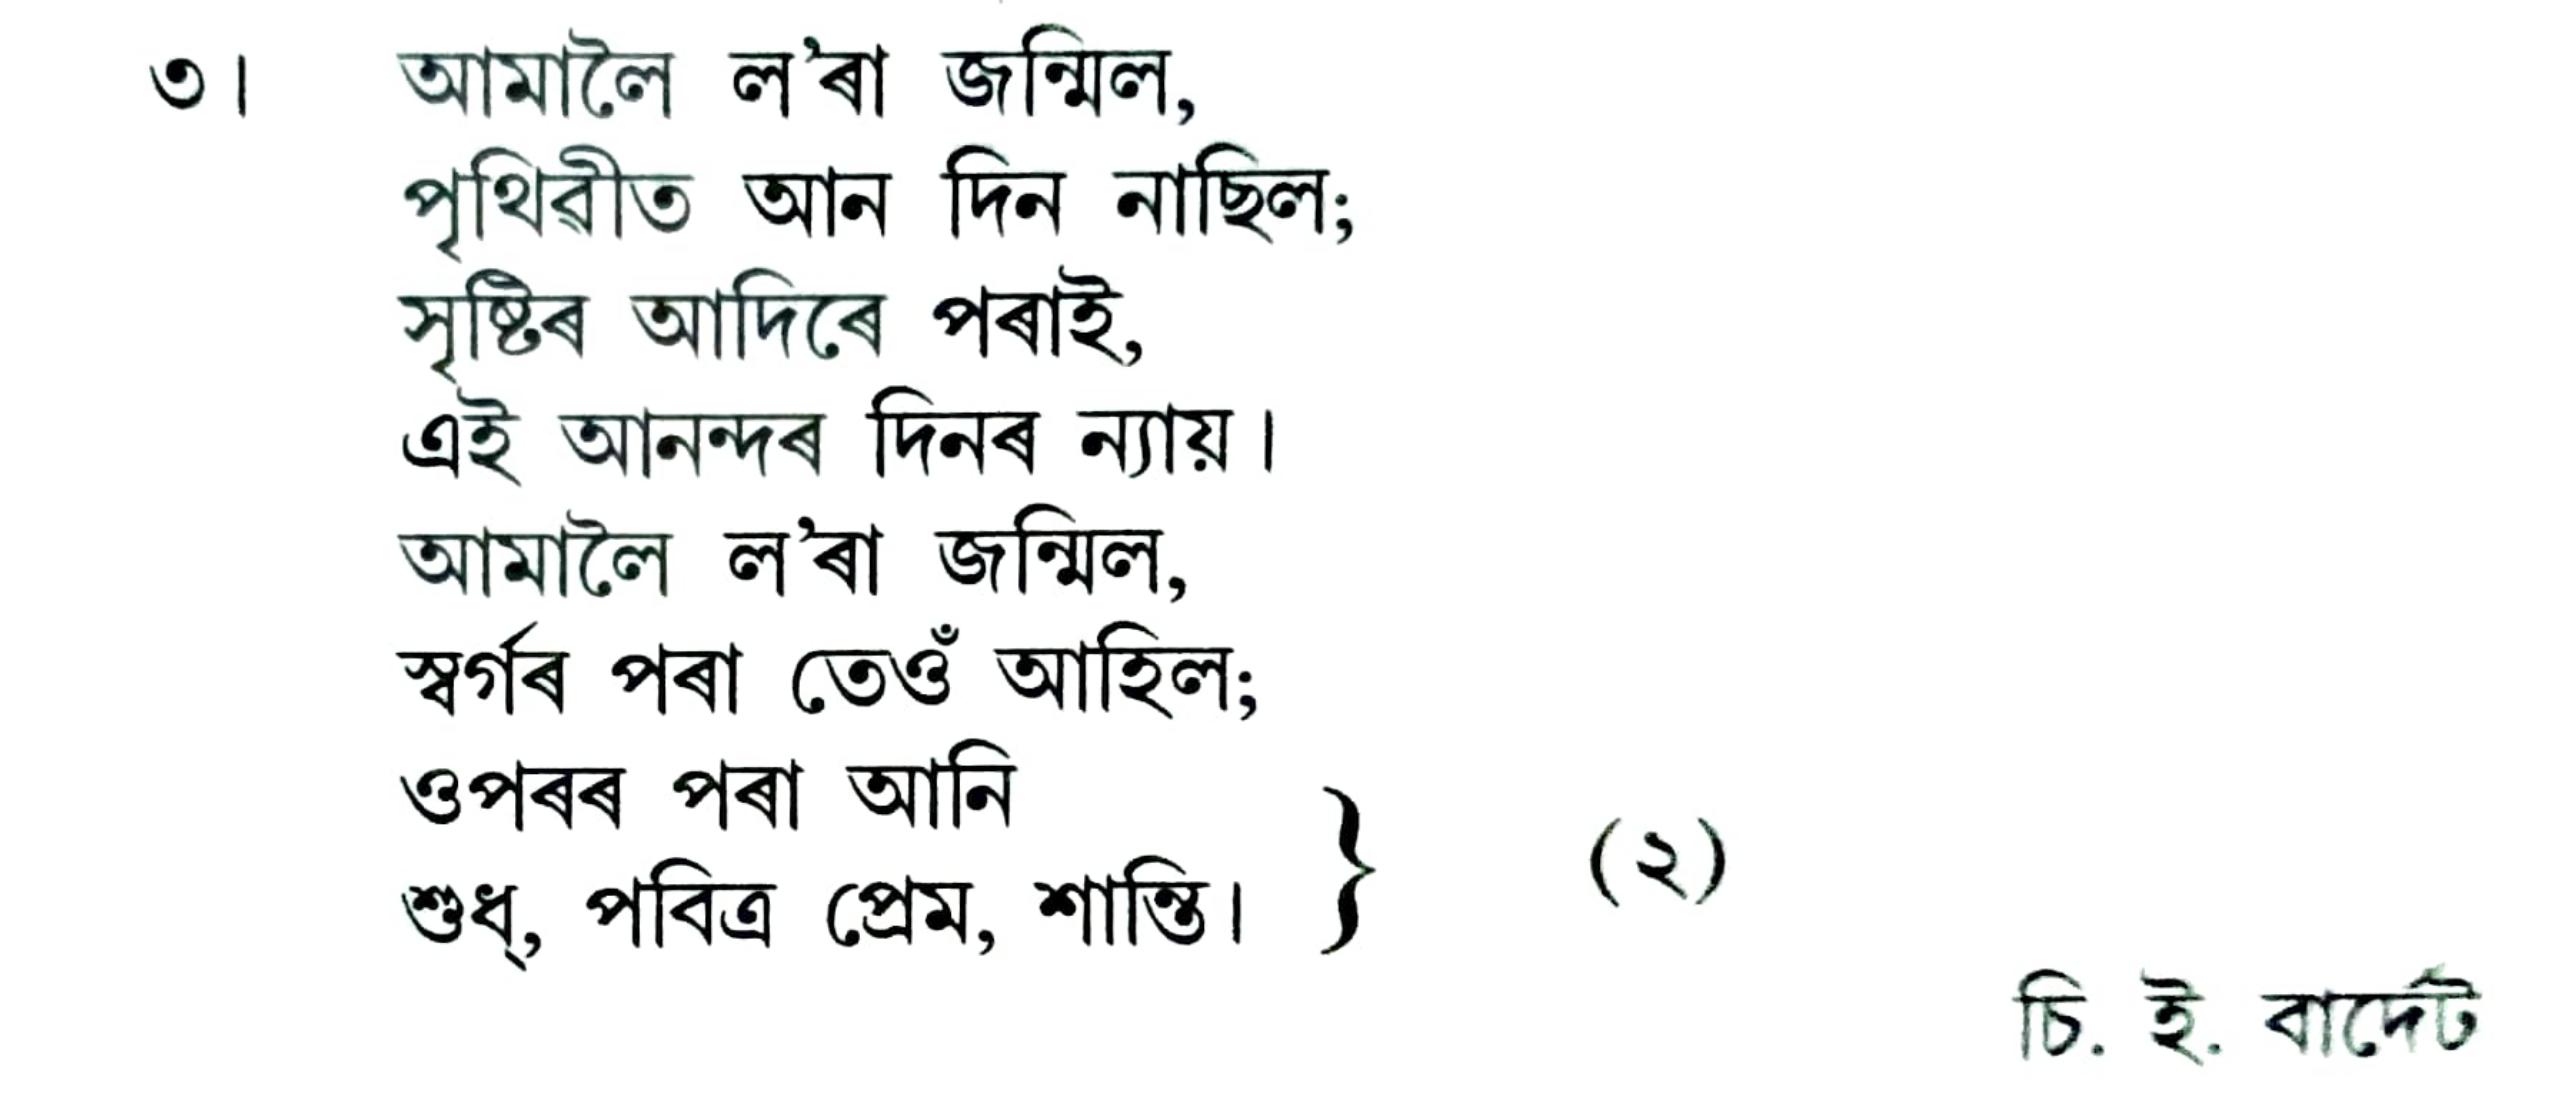 ৩। আমালৈ ল'ৰা জন্মিল,
পৃথিৱীত আন দিন নাছিল;
সৃষ্টিৰ আদিৰে পৰাই,
এই আনন্দৰ দিনৰ ন্যায়।
আমালৈ ল'ৰা জন্মিল,
স্বৰ্গৰ পৰা তেওঁ আহিল;
ওপৰৰ পৰা আনি
শুধ্, পবিত্ৰ প্ৰেম, শান্তি। } (২)
চি. ই. বাৰ্দেট